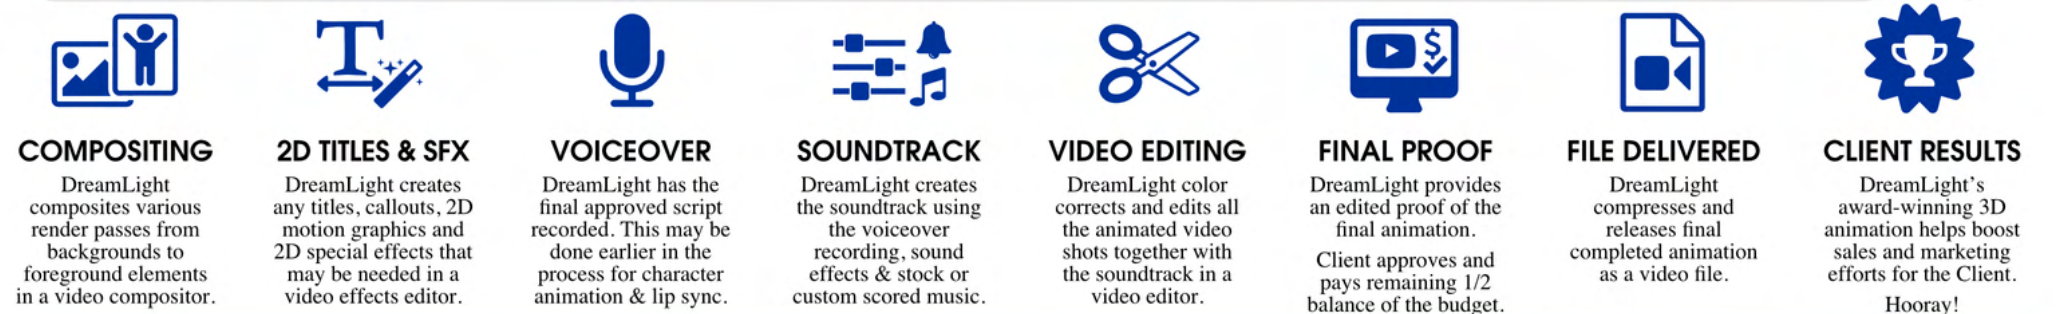 COMPOSITING
DreamLight
composites various
render passes from
backgrounds to
foreground elements
in a video compositor.
2D TITLES & SFX
DreamLight creates
any titles, callouts, 2D
motion graphics and
2D special effects that
may be needed in a
video effects editor.
VOICEOVER
DreamLight has the
final approved script
recorded. This may be
done earlier in the
process for character
animation & lip sync.
SOUNDTRACK
DreamLight creates
the soundtrack using
the voiceover
recording, sound
effects & stock or
custom scored music.
VIDEO EDITING
DreamLight color
corrects and edits all
the animated video
shots together with
the soundtrack in a
video editor.
FINAL PROOF
DreamLight provides
an edited proof of the
final animation.
Client approves and
pays remaining 1/2
balance of the budget.
FILE DELIVERED
DreamLight
compresses and
releases final
completed animation
as a video file.
CLIENT RESULTS
DreamLight's
award-winning 3D
animation helps boost
sales and marketing
efforts for the Client.
Hooray!